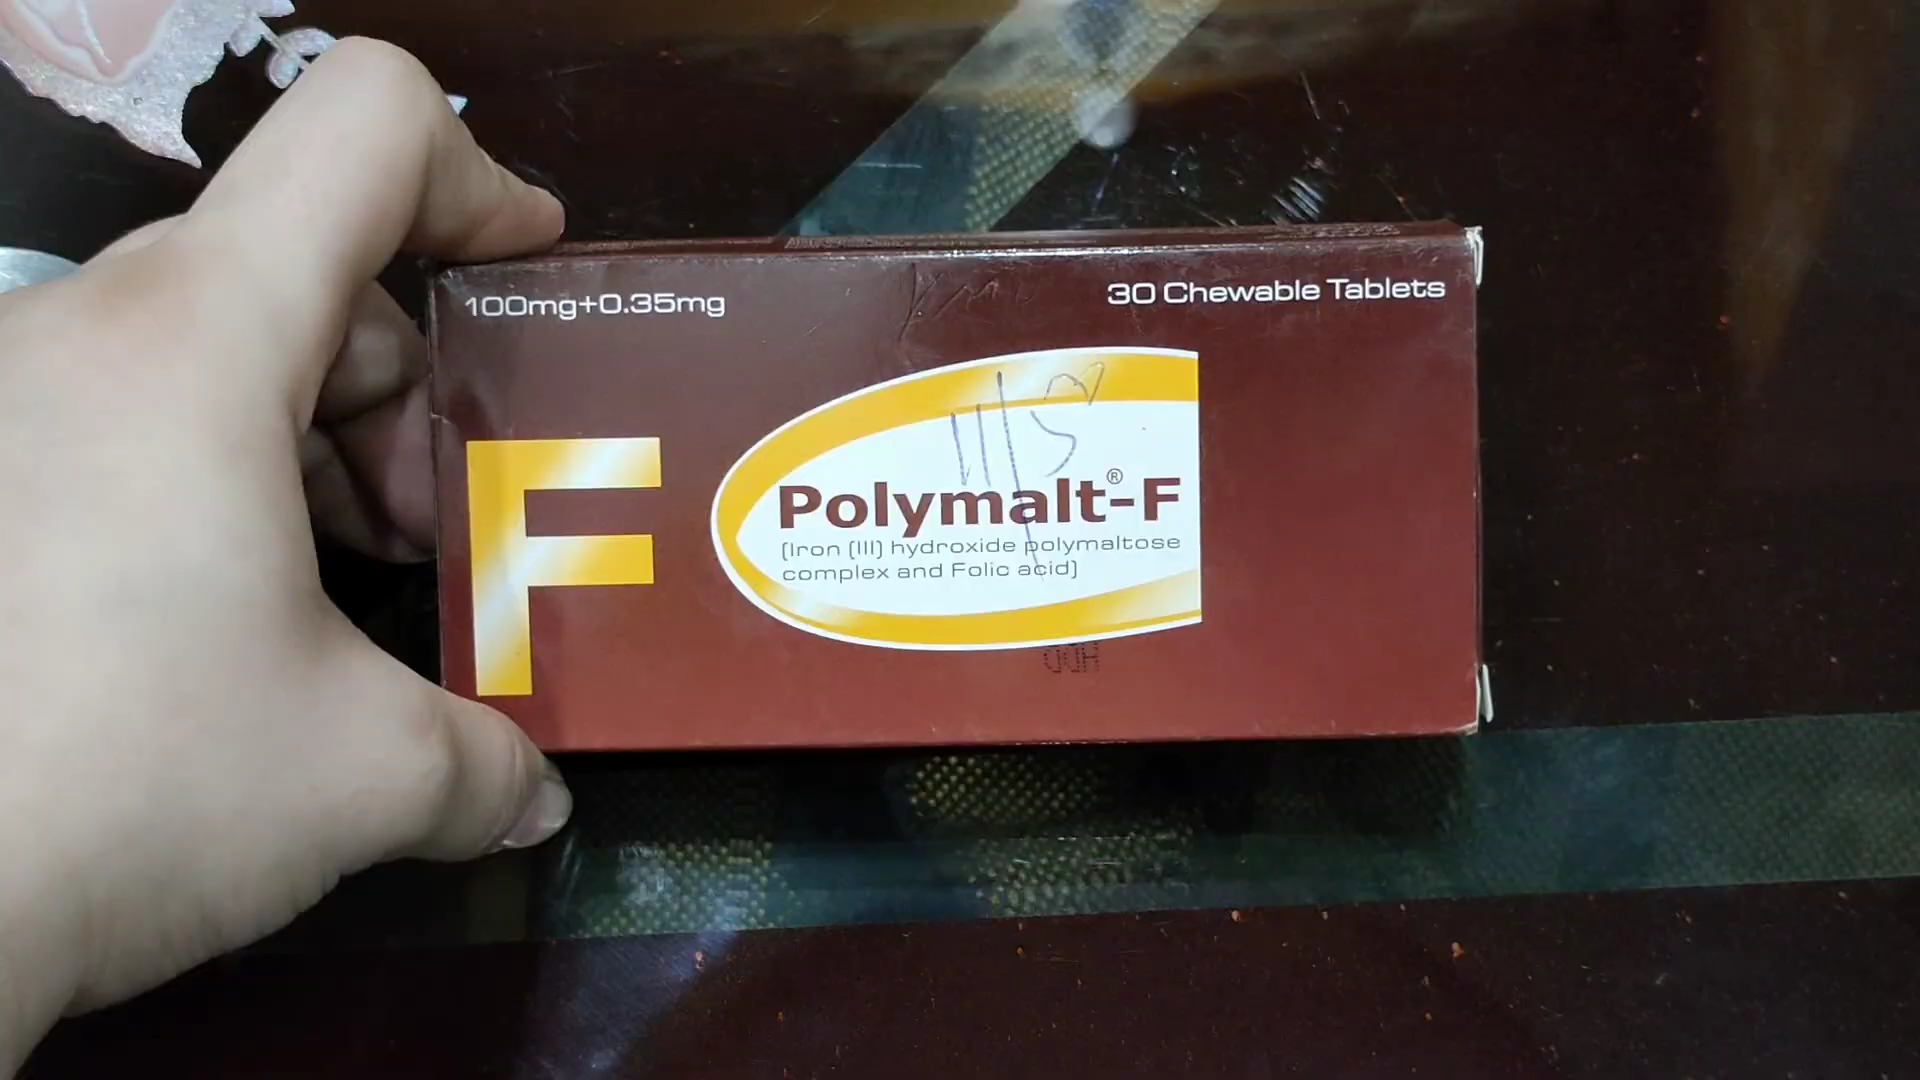 100mg+0.35mg
30 Chewable Tablets
F
Polymalt®-F
(Iron (III) hydroxide polymaltose
complex and Folic acid)